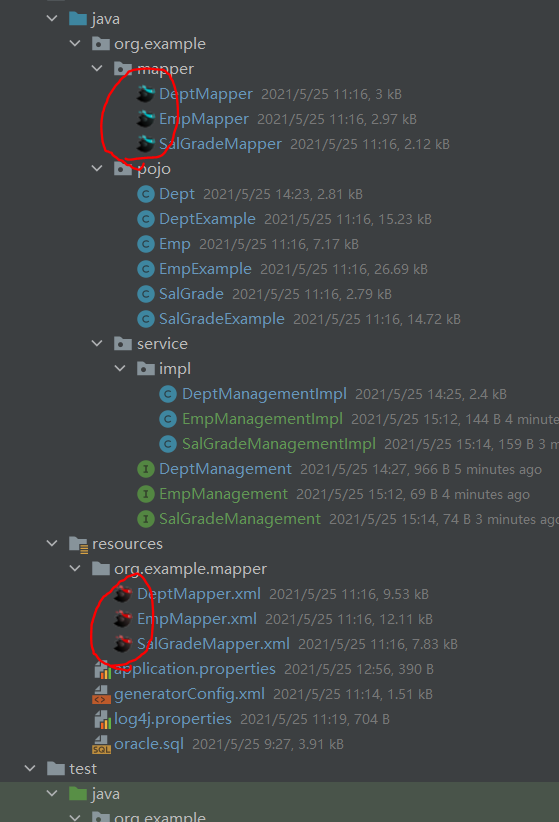 java
org.example
mapper
DeptMapper 2021/5/25 11:16, 3 kB
EmpMapper 2021/5/25 11:16, 2.97 kB
SalGradeMapper 2021/5/25 11:16, 2.12 kB
pojo
C Dept 2021/5/25 14:23, 2.81 kB
C DeptExample 2021/5/25 11:16, 15.23 kB
C Emp 2021/5/25 11:16, 7.17 kB
C EmpExample 2021/5/25 11:16, 26.69 kB
C SalGrade 2021/5/25 11:16, 2.79 kB
C SalGradeExample 2021/5/25 11:16, 14.72 kB
service
impl
C DeptManagementImpl 2021/5/25 14:25, 2.4 kB
C EmpManagementImpl 2021/5/25 15:12, 144 B 4 minute
C SalGradeManagementImpl 2021/5/25 15:14, 159 B 3 m
I DeptManagement 2021/5/25 14:27, 966 B 5 minutes ago
I EmpManagement 2021/5/25 15:12, 69 B 4 minutes ago
I SalGradeManagement 2021/5/25 15:14, 74 B 3 minutes ago
resources
org.example.mapper
DeptMapper.xml 2021/5/25 11:16, 9.53 kB
EmpMapper.xml 2021/5/25 11:16, 12.11 kB
SalGradeMapper.xml 2021/5/25 11:16, 7.83 kB
application.properties 2021/5/25 12:56, 390 B
generatorConfig.xml 2021/5/25 11:14, 1.51 kB
log4j.properties 2021/5/25 11:19, 704 B
SQL oracle.sql 2021/5/25 9:27, 3.91 kB
test
java
org.example